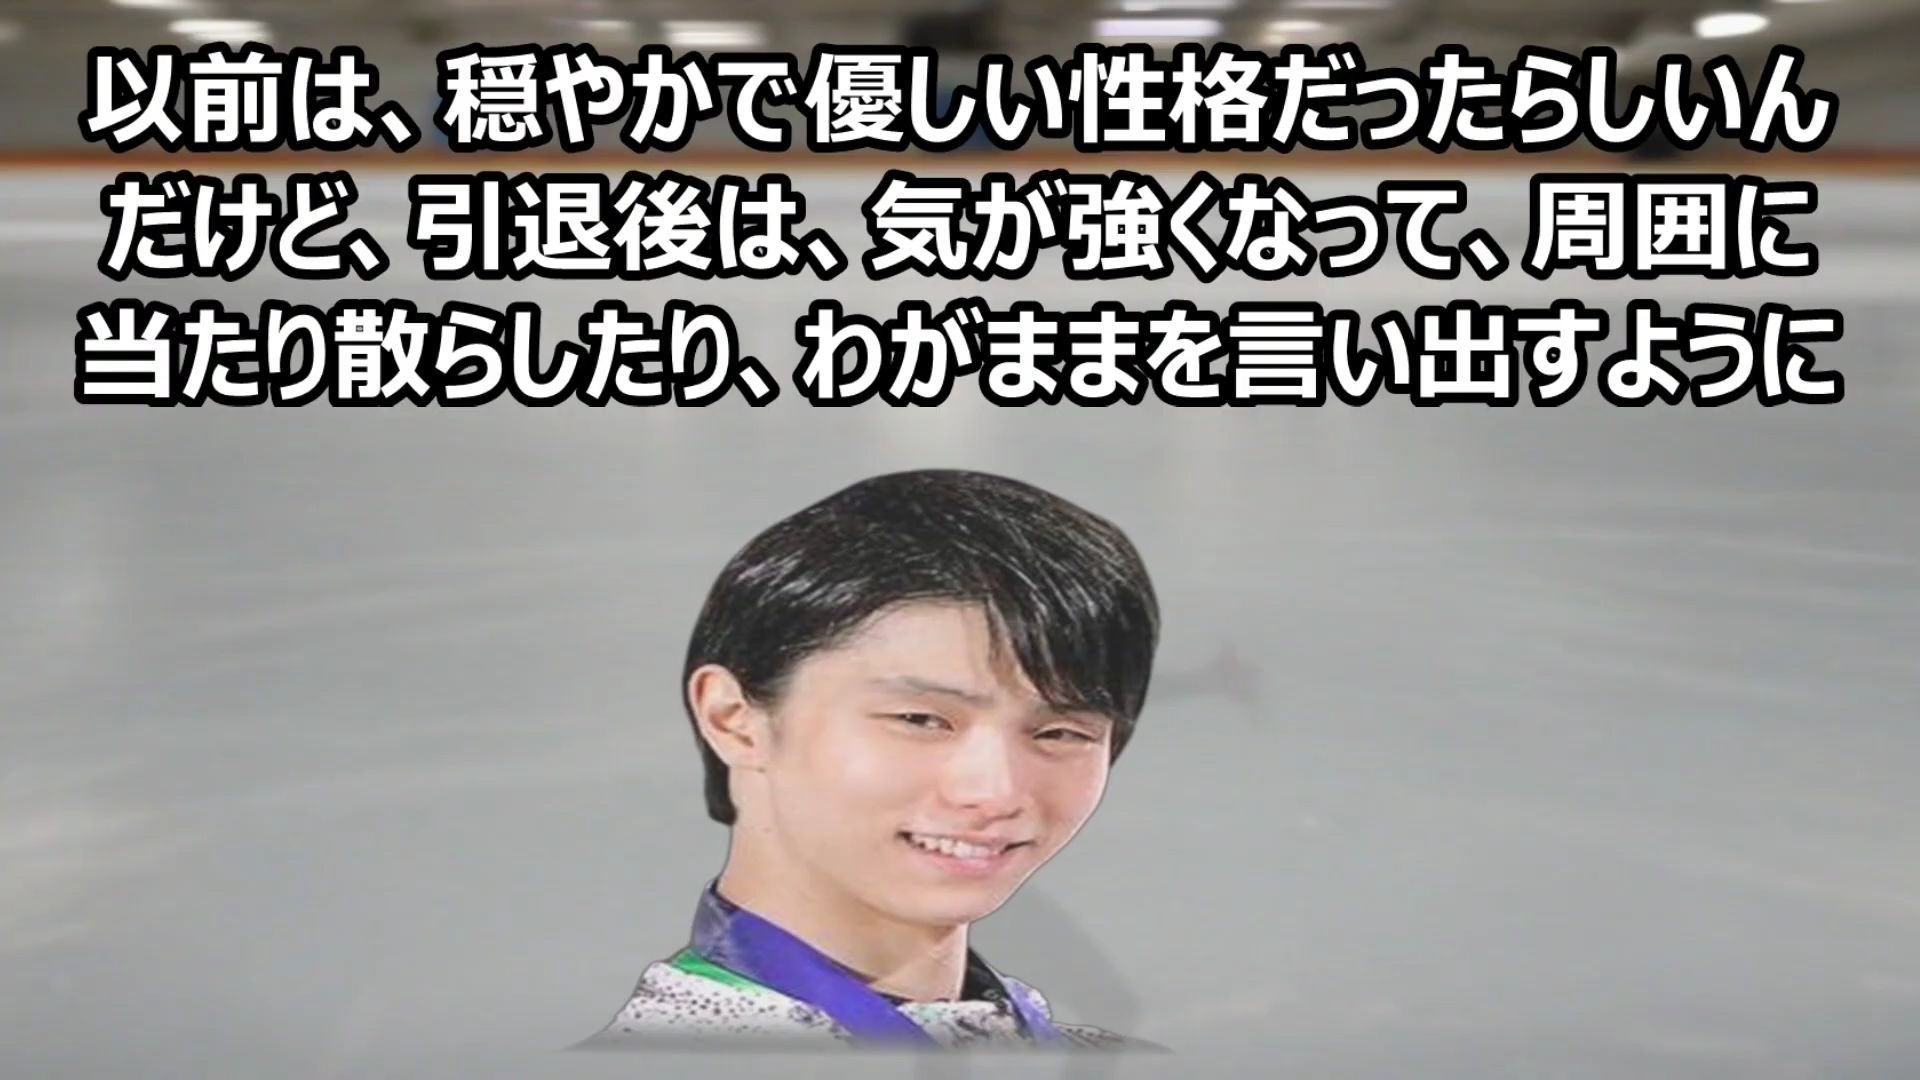 以前は、穏やかで優しい性格だったらしいん
だけど、引退後は、気が強くなって、周囲に
当たり散らしたり、わがままを言い出すように